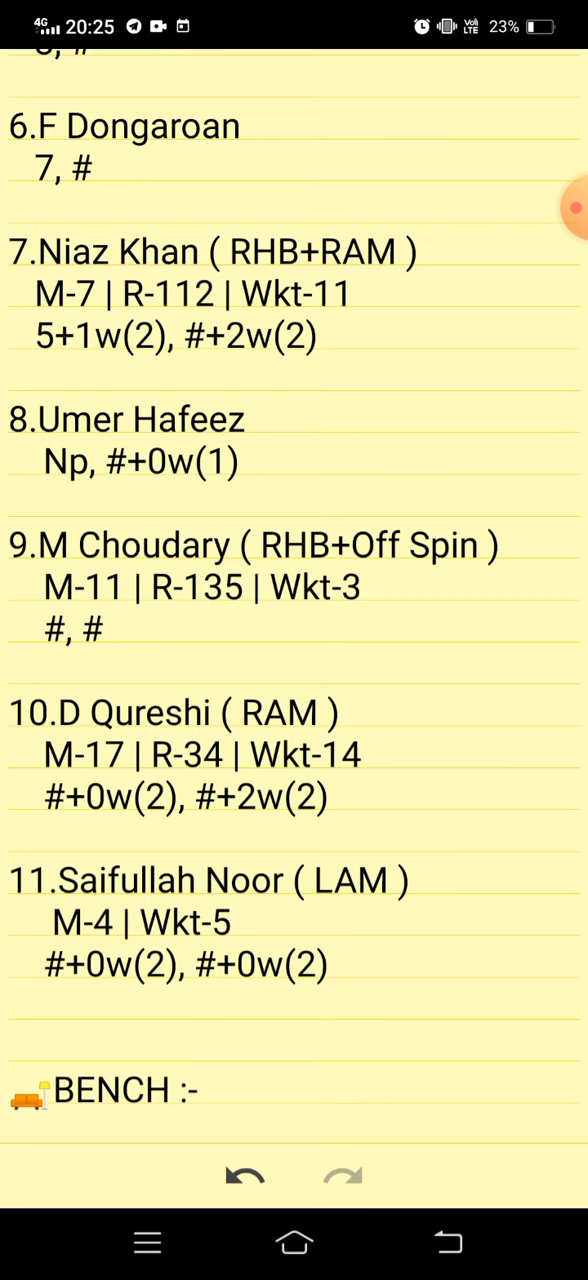 4G 20:25 Vo)) LTE 23%
6.F Dongaroan
7, #
7.Niaz Khan ( RHB+RAM )
M-7 | R-112 | Wkt-11
5+1w(2), #+2w(2)
8.Umer Hafeez
Np, #+0w(1)
9.M Choudary ( RHB+Off Spin )
M-11 | R-135 | Wkt-3
#, #
10.D Qureshi ( RAM )
M-17 | R-34 | Wkt-14
#+0w(2), #+2w(2)
11.Saifullah Noor ( LAM )
M-4 | Wkt-5
#+0w(2), #+0w(2)
BENCH :-